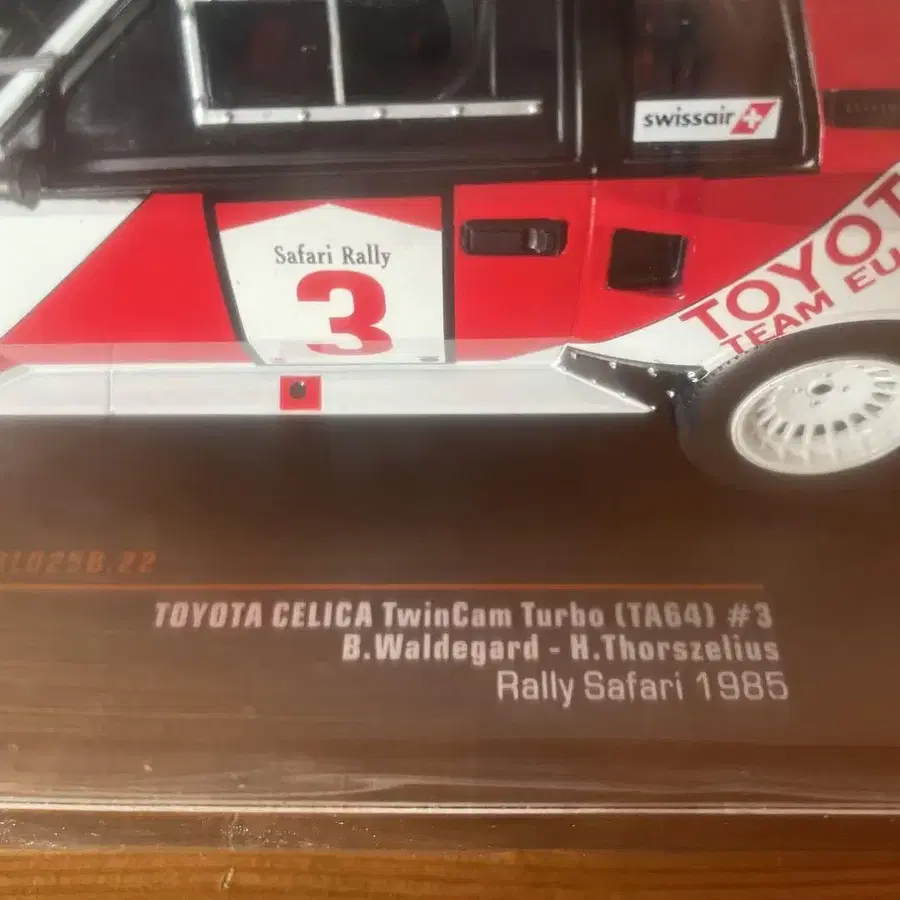 swissair
Safari Rally
3
TOYOT
TEAM EU
TOYOTA CELICA TwinCam Turbo (TA64) #3
B.Waldegard - H.Thorszelius
Rally Safari 1985